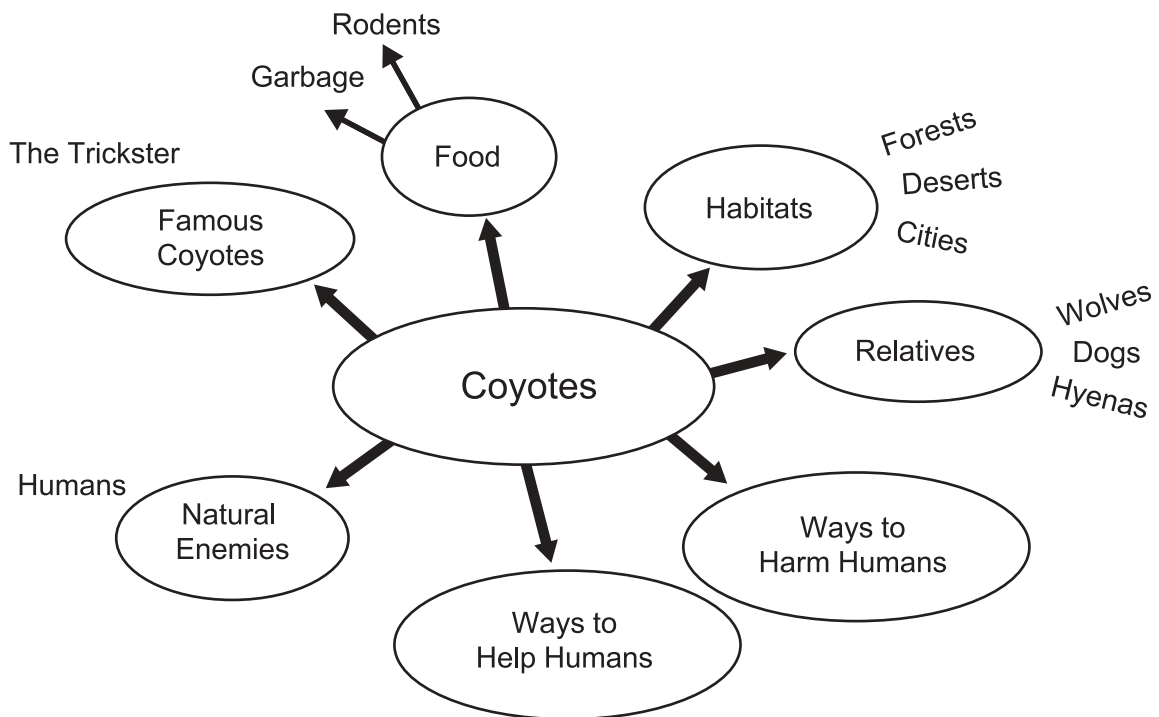 Rodents
Garbage
Food
The Trickster
Famous
Coyotes
Habitats
Forests
Deserts
Cities
Coyotes
Relatives
Wolves
Dogs
Hyenas
Humans
Natural
Enemies
Ways to
Help Humans
Ways to
Harm Humans